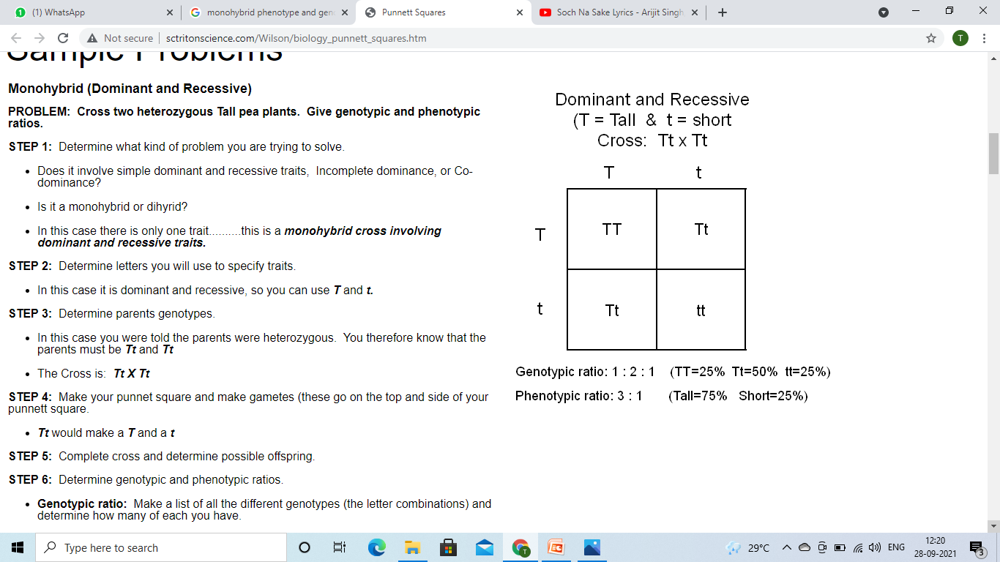 (1) WhatsApp
monohybrid phenotype and gen
Punnett Squares
Soch Na Sake Lyrics - Arijit Singh
Not secure
sctritonscience.com/Wilson/biology_punnett_squares.htm
T
Sample Problems
Monohybrid (Dominant and Recessive)
PROBLEM: Cross two heterozygous Tall pea plants. Give genotypic and phenotypic
ratios.
STEP 1: Determine what kind of problem you are trying to solve.
Does it involve simple dominant and recessive traits, Incomplete dominance, or Co-
dominance?
Is it a monohybrid or dihyrid?
In this case there is only one trait..........this is a monohybrid cross involving
dominant and recessive traits.
STEP 2: Determine letters you will use to specify traits.
In this case it is dominant and recessive, so you can use T and t.
STEP 3: Determine parents genotypes.
In this case you were told the parents were heterozygous. You therefore know that the
parents must be Tt and Tt
The Cross is: Tt X Tt
STEP 4: Make your punnet square and make gametes (these go on the top and side of your
punnett square.
Tt would make a T and a t
STEP 5: Complete cross and determine possible offspring.
STEP 6: Determine genotypic and phenotypic ratios.
Genotypic ratio: Make a list of all the different genotypes (the letter combinations) and
determine how many of each you have.
Dominant and Recessive
(T = Tall & t = short
Cross: Tt x Tt
T t
T TT Tt
t Tt tt
Genotypic ratio: 1 : 2 : 1 (TT=25% Tt=50% tt=25%)
Phenotypic ratio: 3 : 1 (Tall=75% Short=25%)
Type here to search
29°C
ENG
12:20
28-09-2021
3